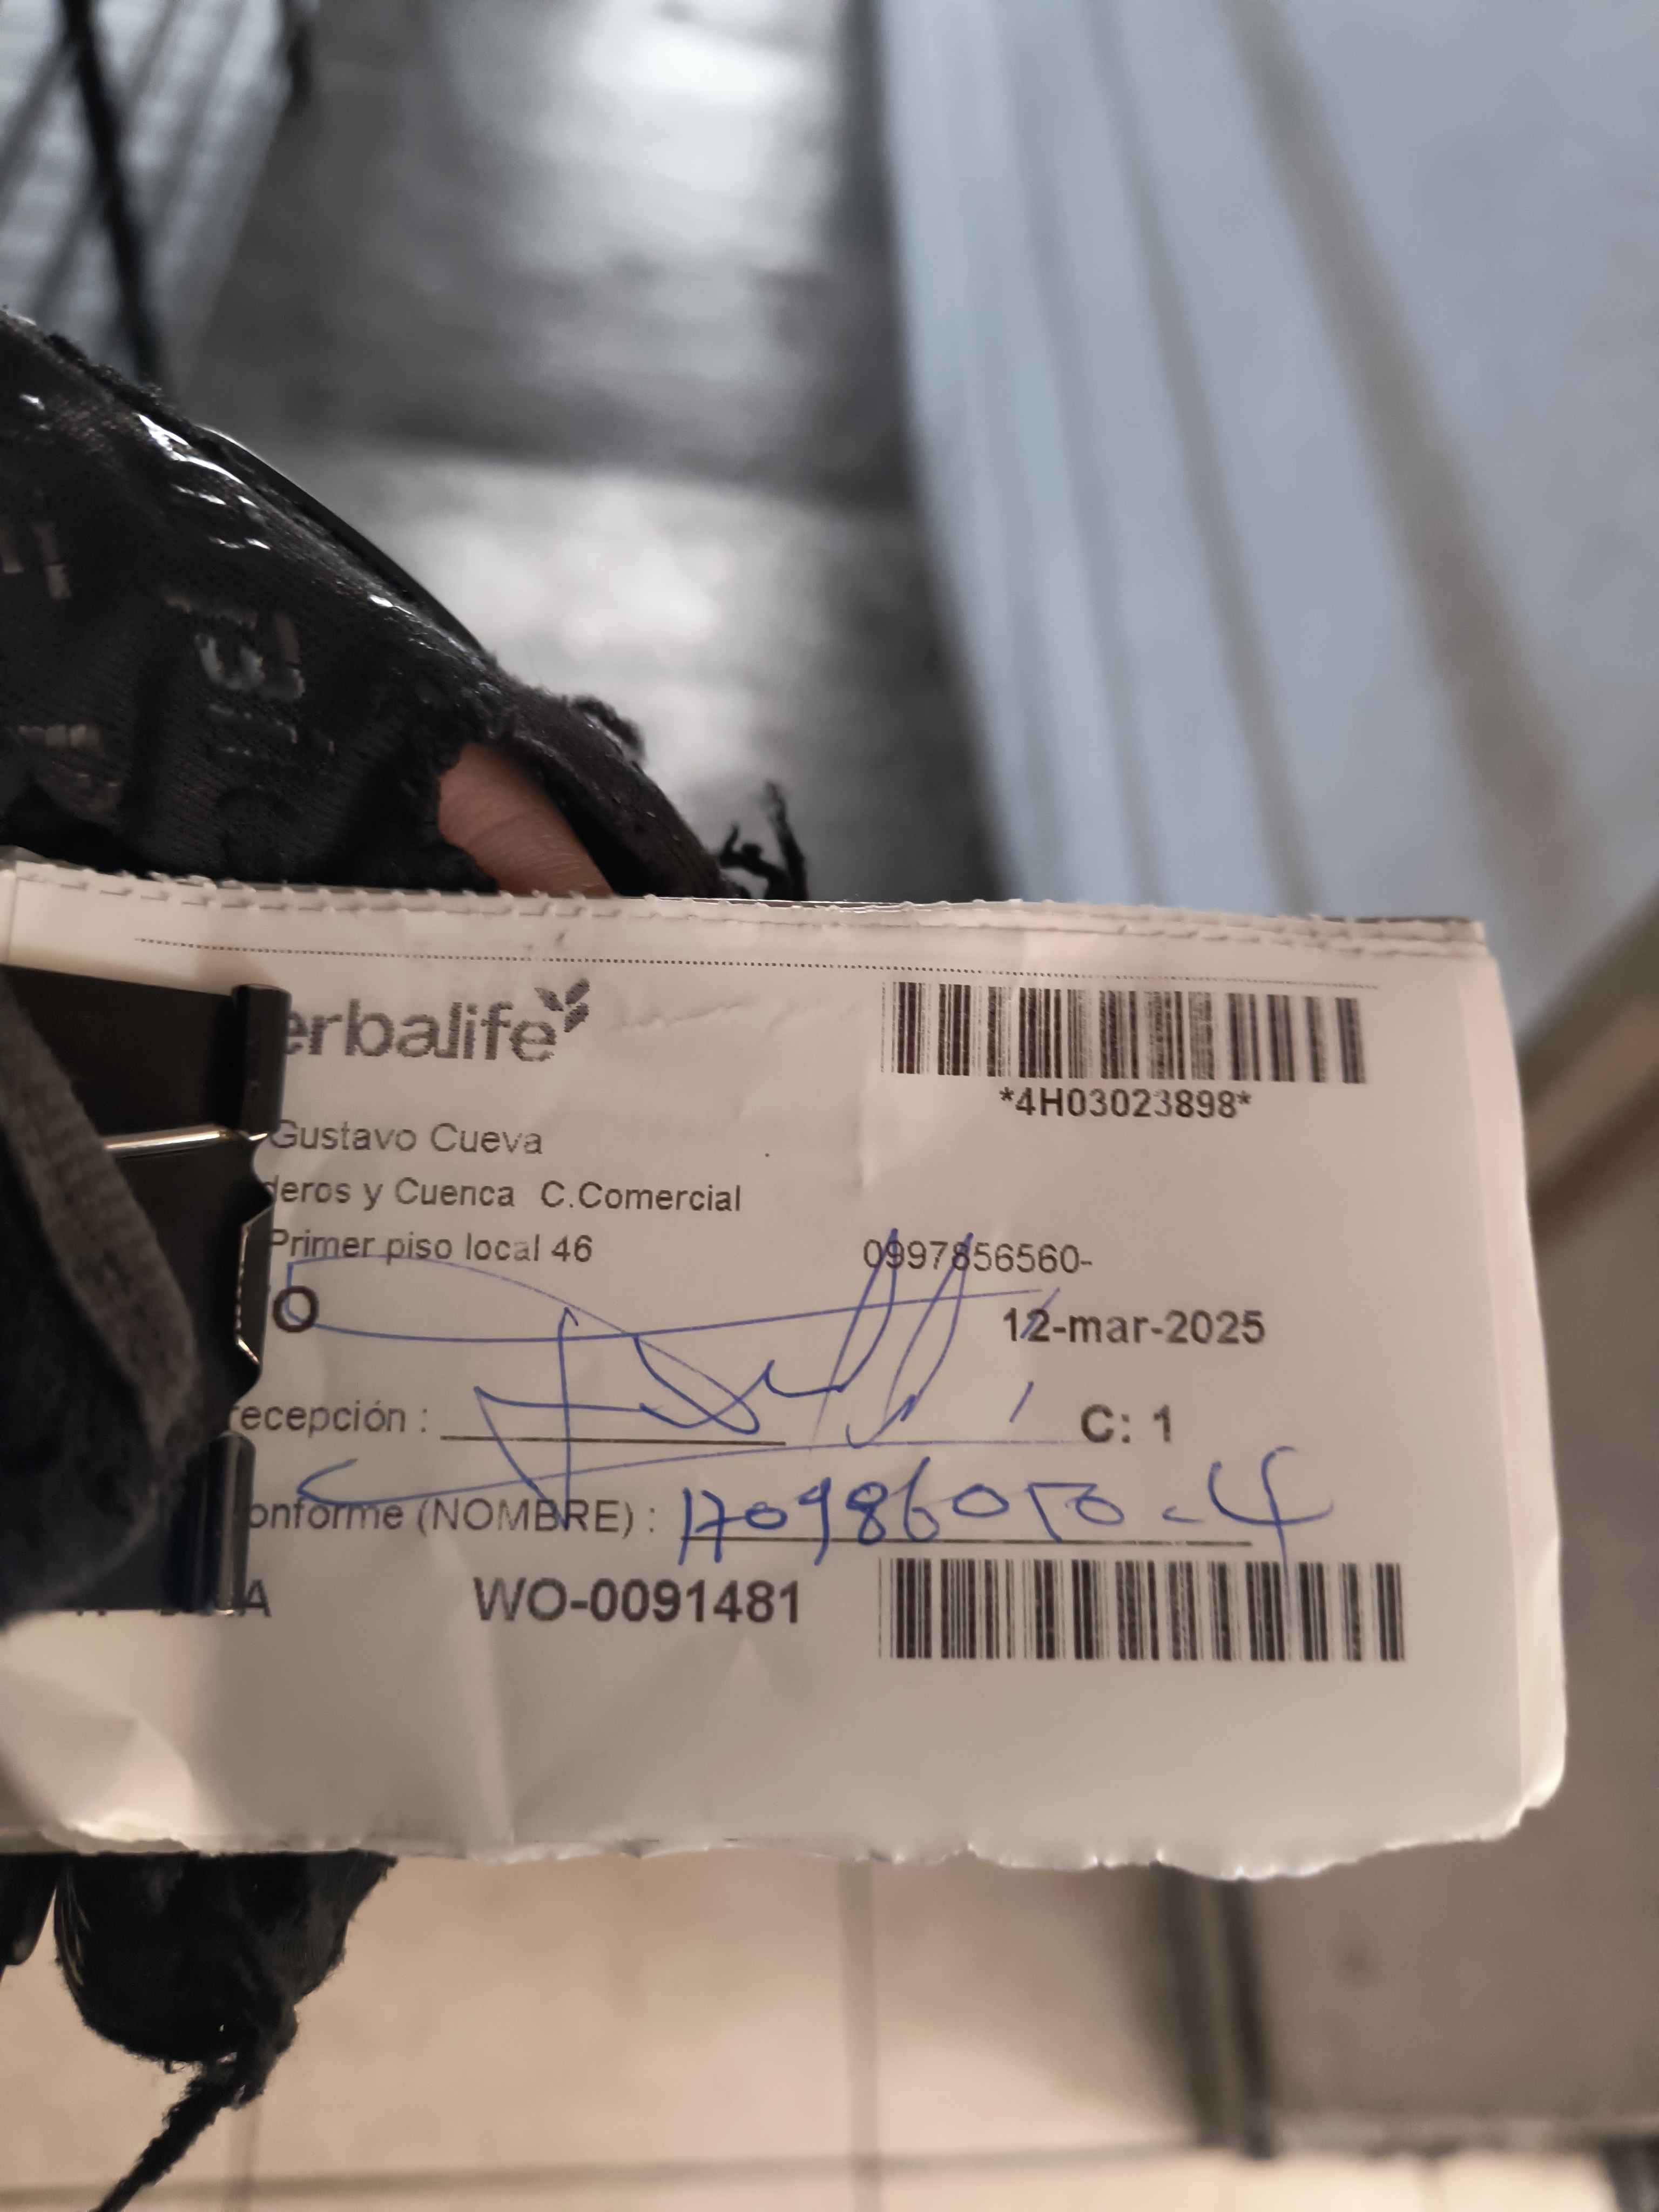 erbalife
*4H03023898*
Gustavo Cueva
deros y Cuenca C.Comercial
Primer piso local 46 0997856560-
O
12-mar-2025
recepción :
C: 1
onforme (NOMBRE) : 170986050-4
A WO-0091481